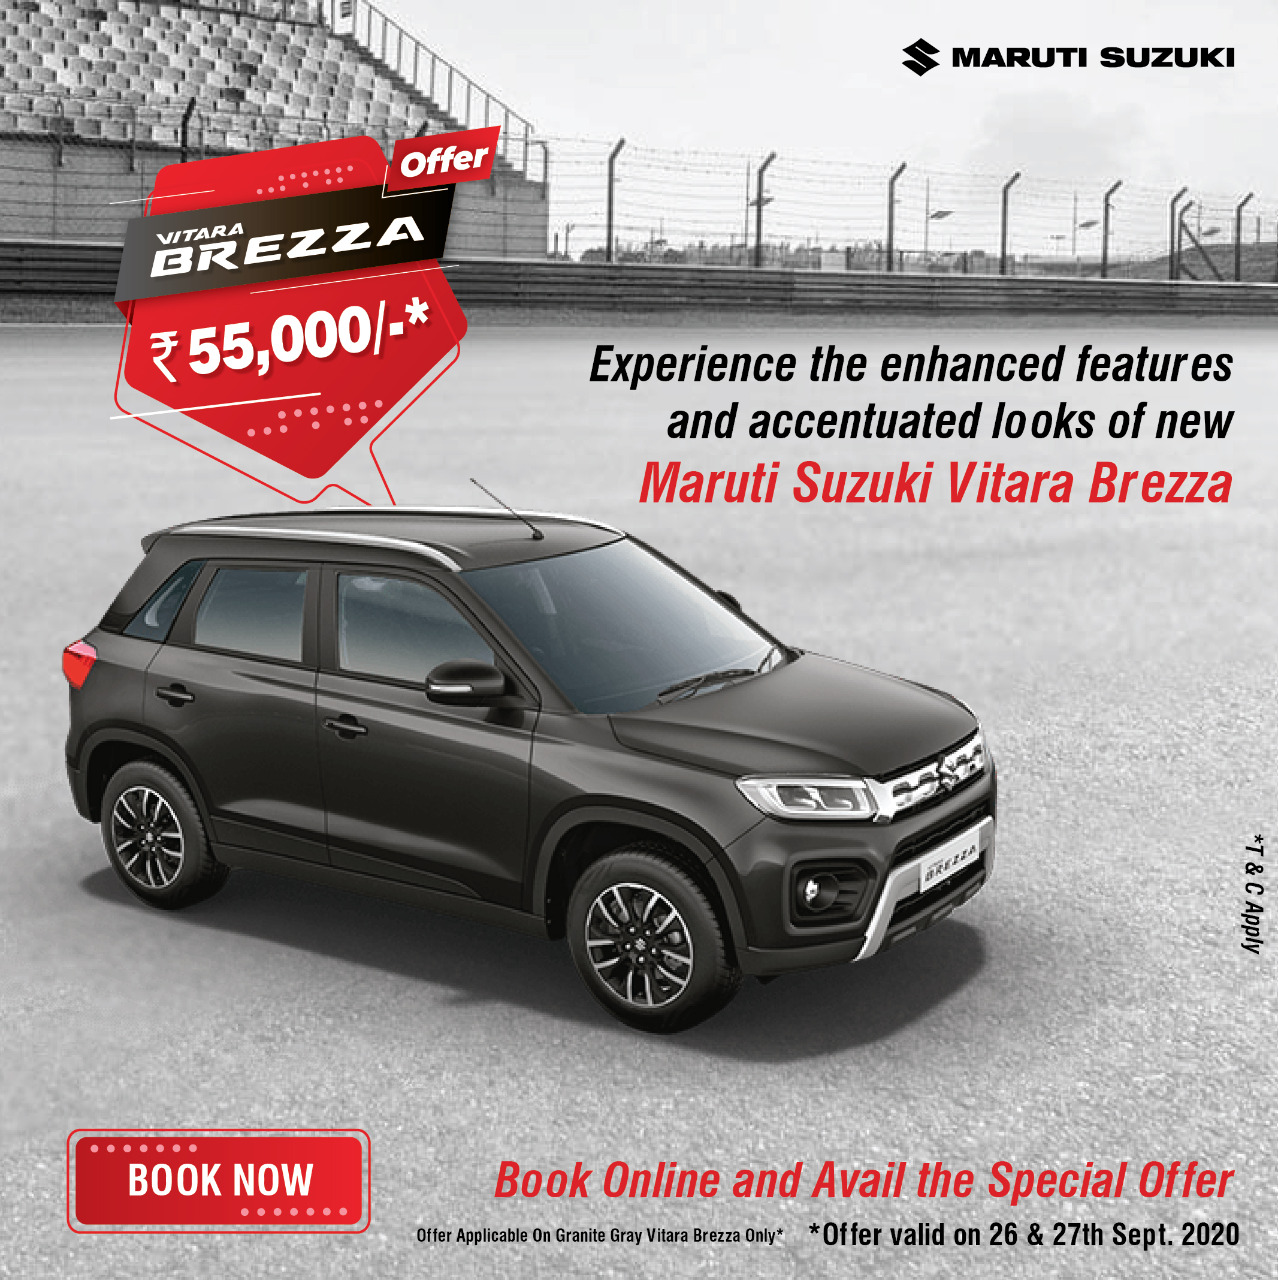 MARUTI SUZUKI
Offer
VITARA
BREZZA
₹ 55,000/-*
Experience the enhanced features
and accentuated looks of new
Maruti Suzuki Vitara Brezza
VITARA
BREZZA
*T & C Apply
BOOK NOW
Book Online and Avail the Special Offer
Offer Applicable On Granite Gray Vitara Brezza Only*
*Offer valid on 26 & 27th Sept. 2020